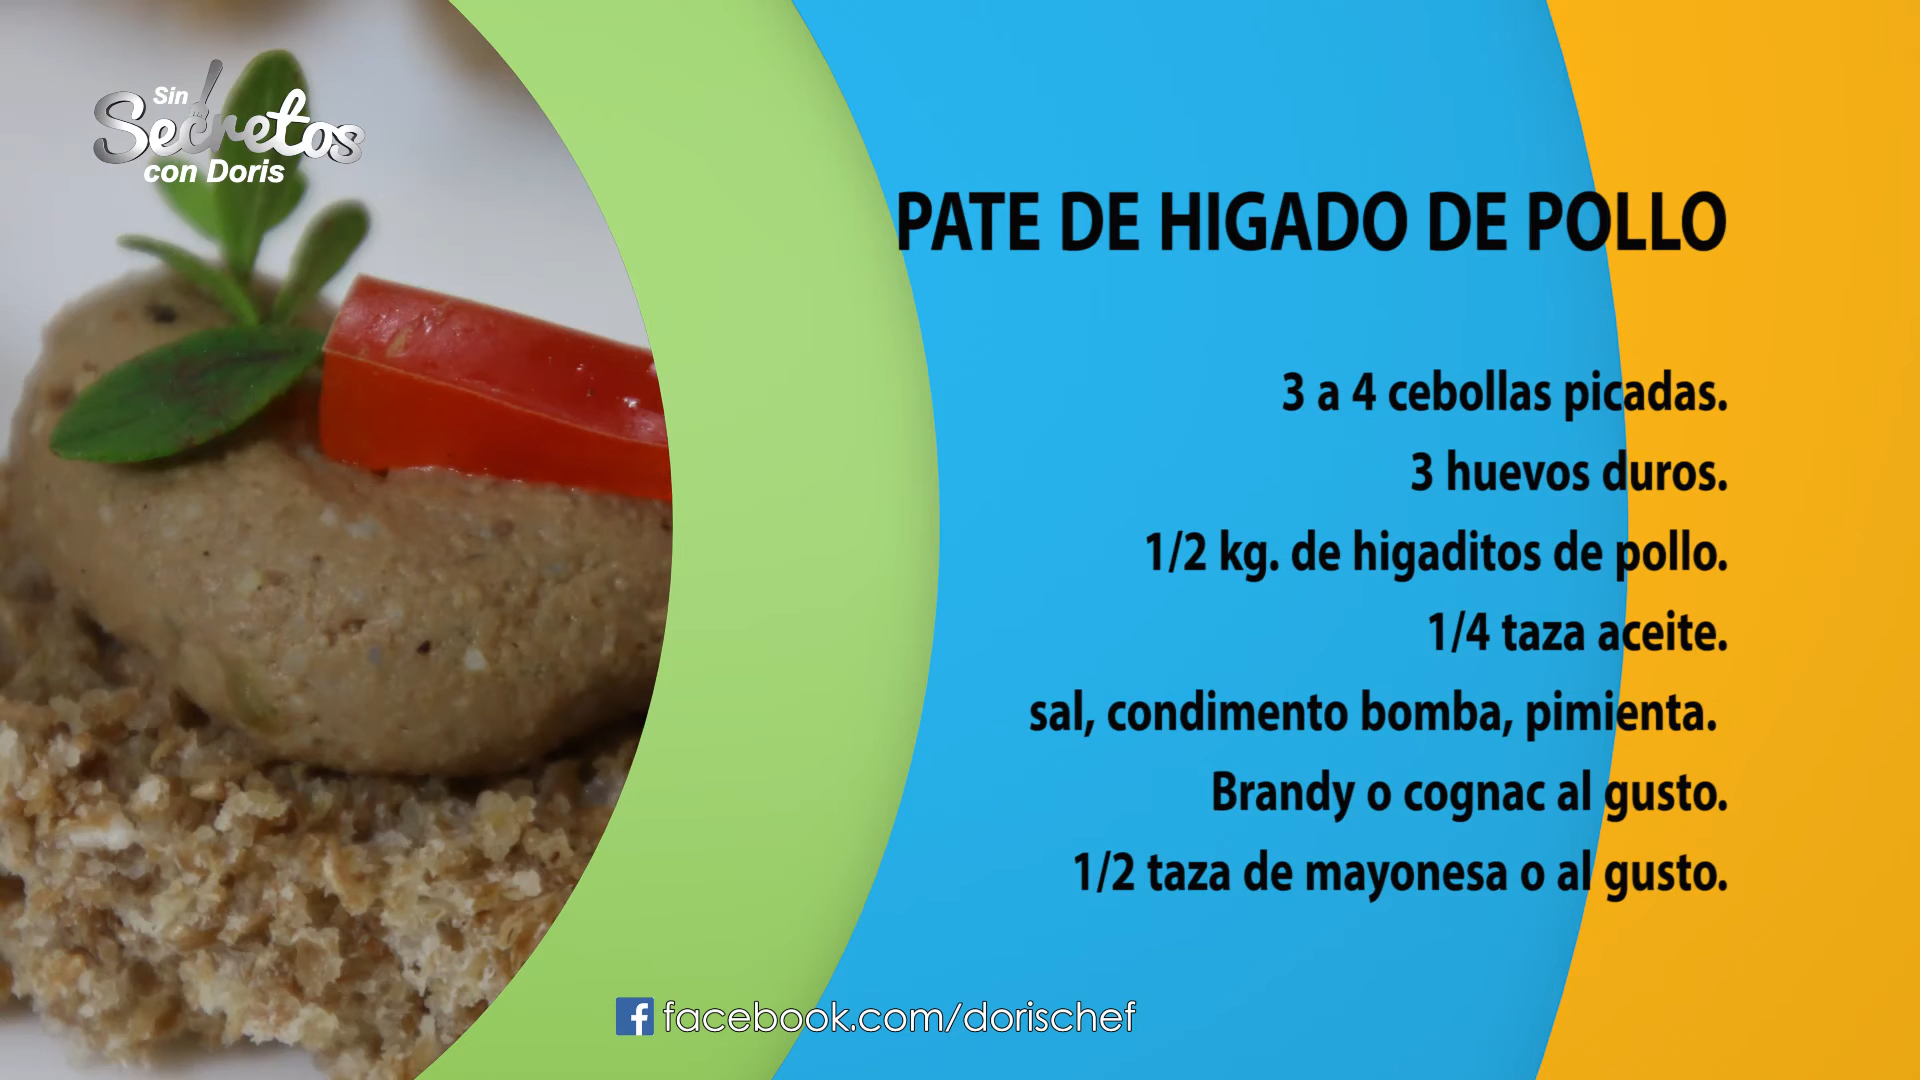 Sin
Secretos
con Doris
PATE DE HIGADO DE POLLO
3 a 4 cebollas picadas.
3 huevos duros.
1/2 kg. de higaditos de pollo.
1/4 taza aceite.
sal, condimento bomba, pimienta.
Brandy o cognac al gusto.
1/2 taza de mayonesa o al gusto.
facebook.com/dorischef